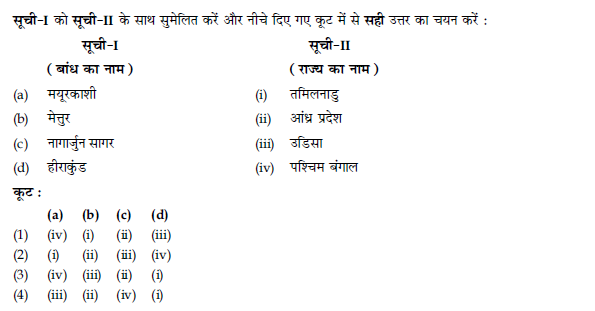 सूची-I को सूची-II के साथ सुमेलित करें और नीचे दिए गए कूट में से सही उत्तर का चयन करें :
सूची-I सूची-II
( बांध का नाम ) ( राज्य का नाम )
(a) मयूरकाशी (i) तमिलनाडु
(b) मेत्तुर (ii) आंध्र प्रदेश
(c) नागार्जुन सागर (iii) उडिसा
(d) हीराकुंड (iv) पश्चिम बंगाल
कूट :
(a) (b) (c) (d)
(1) (iv) (i) (ii) (iii)
(2) (i) (ii) (iii) (iv)
(3) (iv) (iii) (ii) (i)
(4) (iii) (ii) (iv) (i)